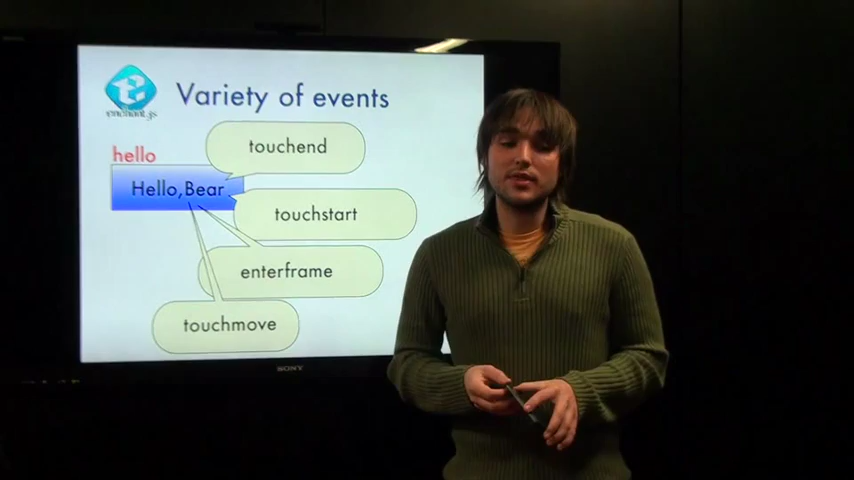 enchant.js
Variety of events
hello
touchend
Hello,Bear
touchstart
enterframe
touchmove
SONY